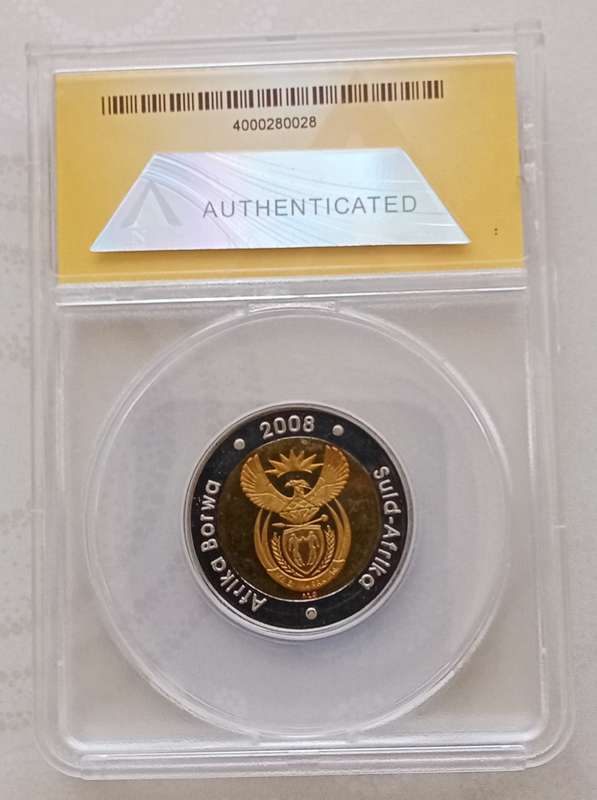 4000280028
AUTHENTICATED
2008
Afrika Borwa
Suid-Afrika